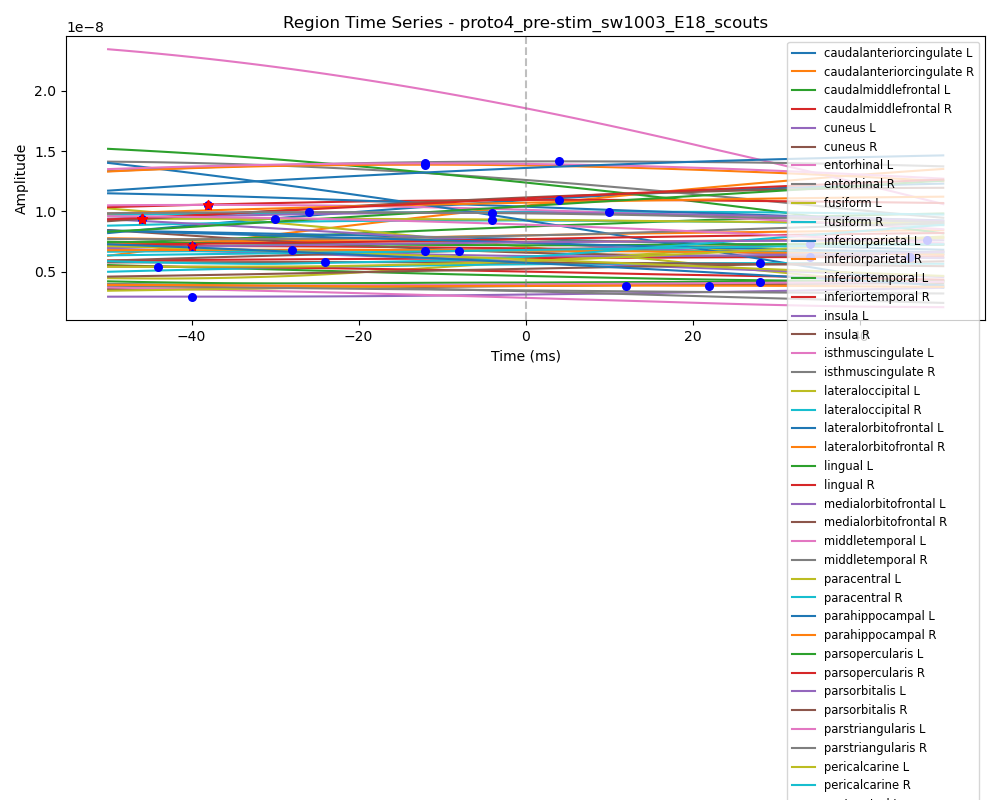 Region Time Series - proto4_pre-stim_sw1003_E18_scouts
1e−8
2.0
1.5
1.0
0.5
Amplitude
−40
−20
0
20
Time (ms)
caudalanteriorcingulate L
caudalanteriorcingulate R
caudalmiddlefrontal L
caudalmiddlefrontal R
cuneus L
cuneus R
entorhinal L
entorhinal R
fusiform L
fusiform R
inferiorparietal L
inferiorparietal R
inferiortemporal L
inferiortemporal R
insula L
insula R
isthmuscingulate L
isthmuscingulate R
lateraloccipital L
lateraloccipital R
lateralorbitofrontal L
lateralorbitofrontal R
lingual L
lingual R
medialorbitofrontal L
medialorbitofrontal R
middletemporal L
middletemporal R
paracentral L
paracentral R
parahippocampal L
parahippocampal R
parsopercularis L
parsopercularis R
parsorbitalis L
parsorbitalis R
parstriangularis L
parstriangularis R
pericalcarine L
pericalcarine R